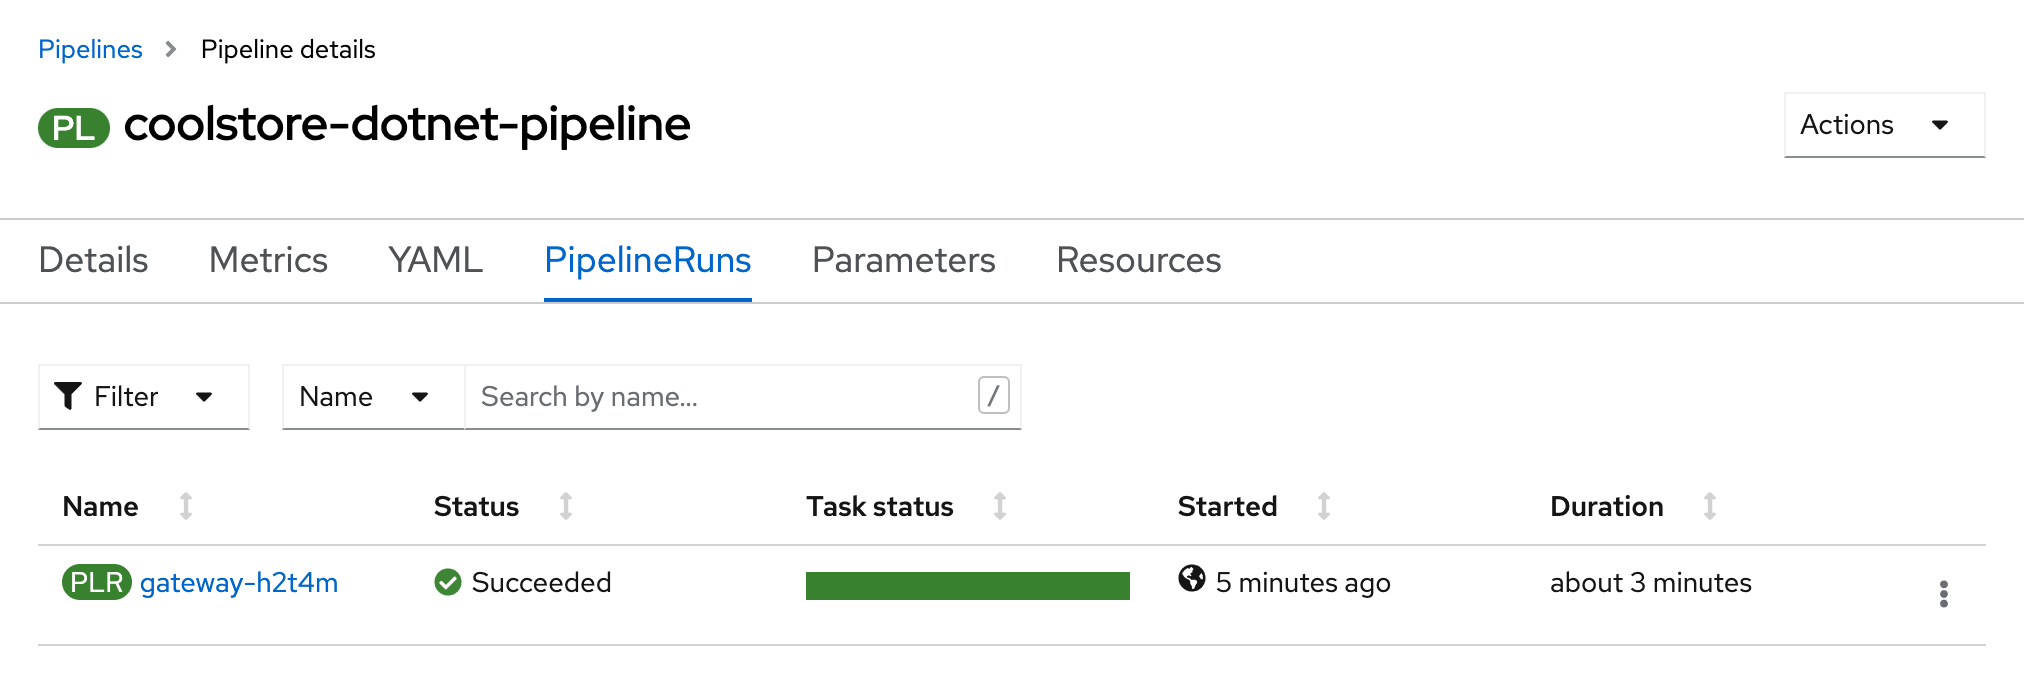 Pipelines > Pipeline details
PL coolstore-dotnet-pipeline
Actions
Details Metrics YAML PipelineRuns Parameters Resources
Filter Name Search by name... /
Name Status Task status Started Duration
PLR gateway-h2t4m Succeeded 5 minutes ago about 3 minutes